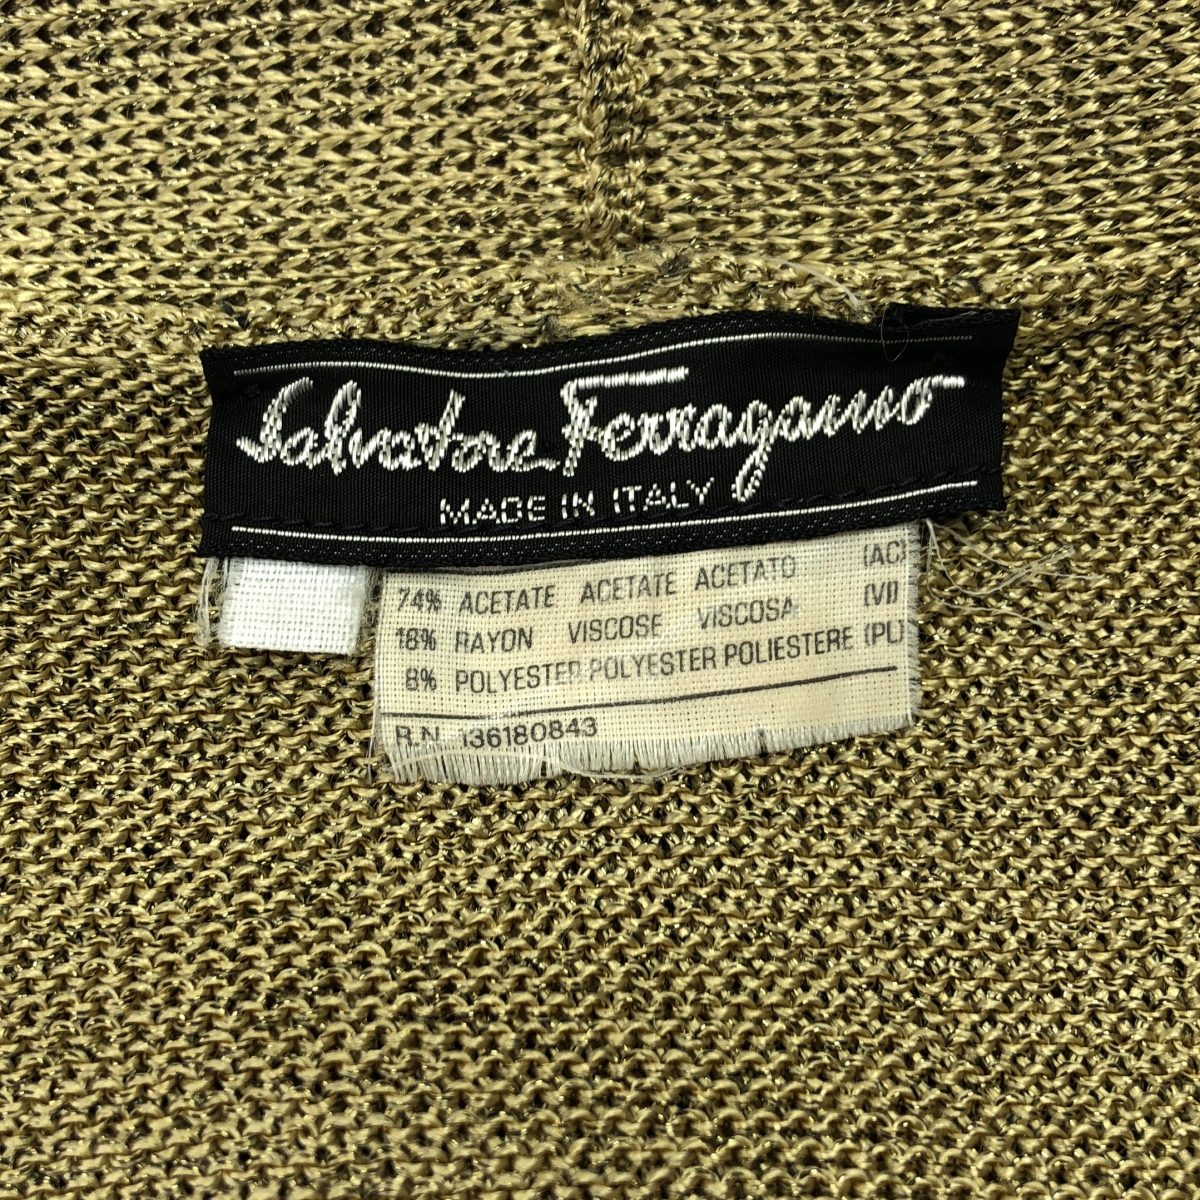 Salvatore Ferragamo
MADE IN ITALY
74% ACETATE ACETATE ACETATO (AC)
18% RAYON VISCOSE VISCOSA (VI)
8% POLYESTER POLYESTER POLIESTERE (PL)
R.N. 136180843